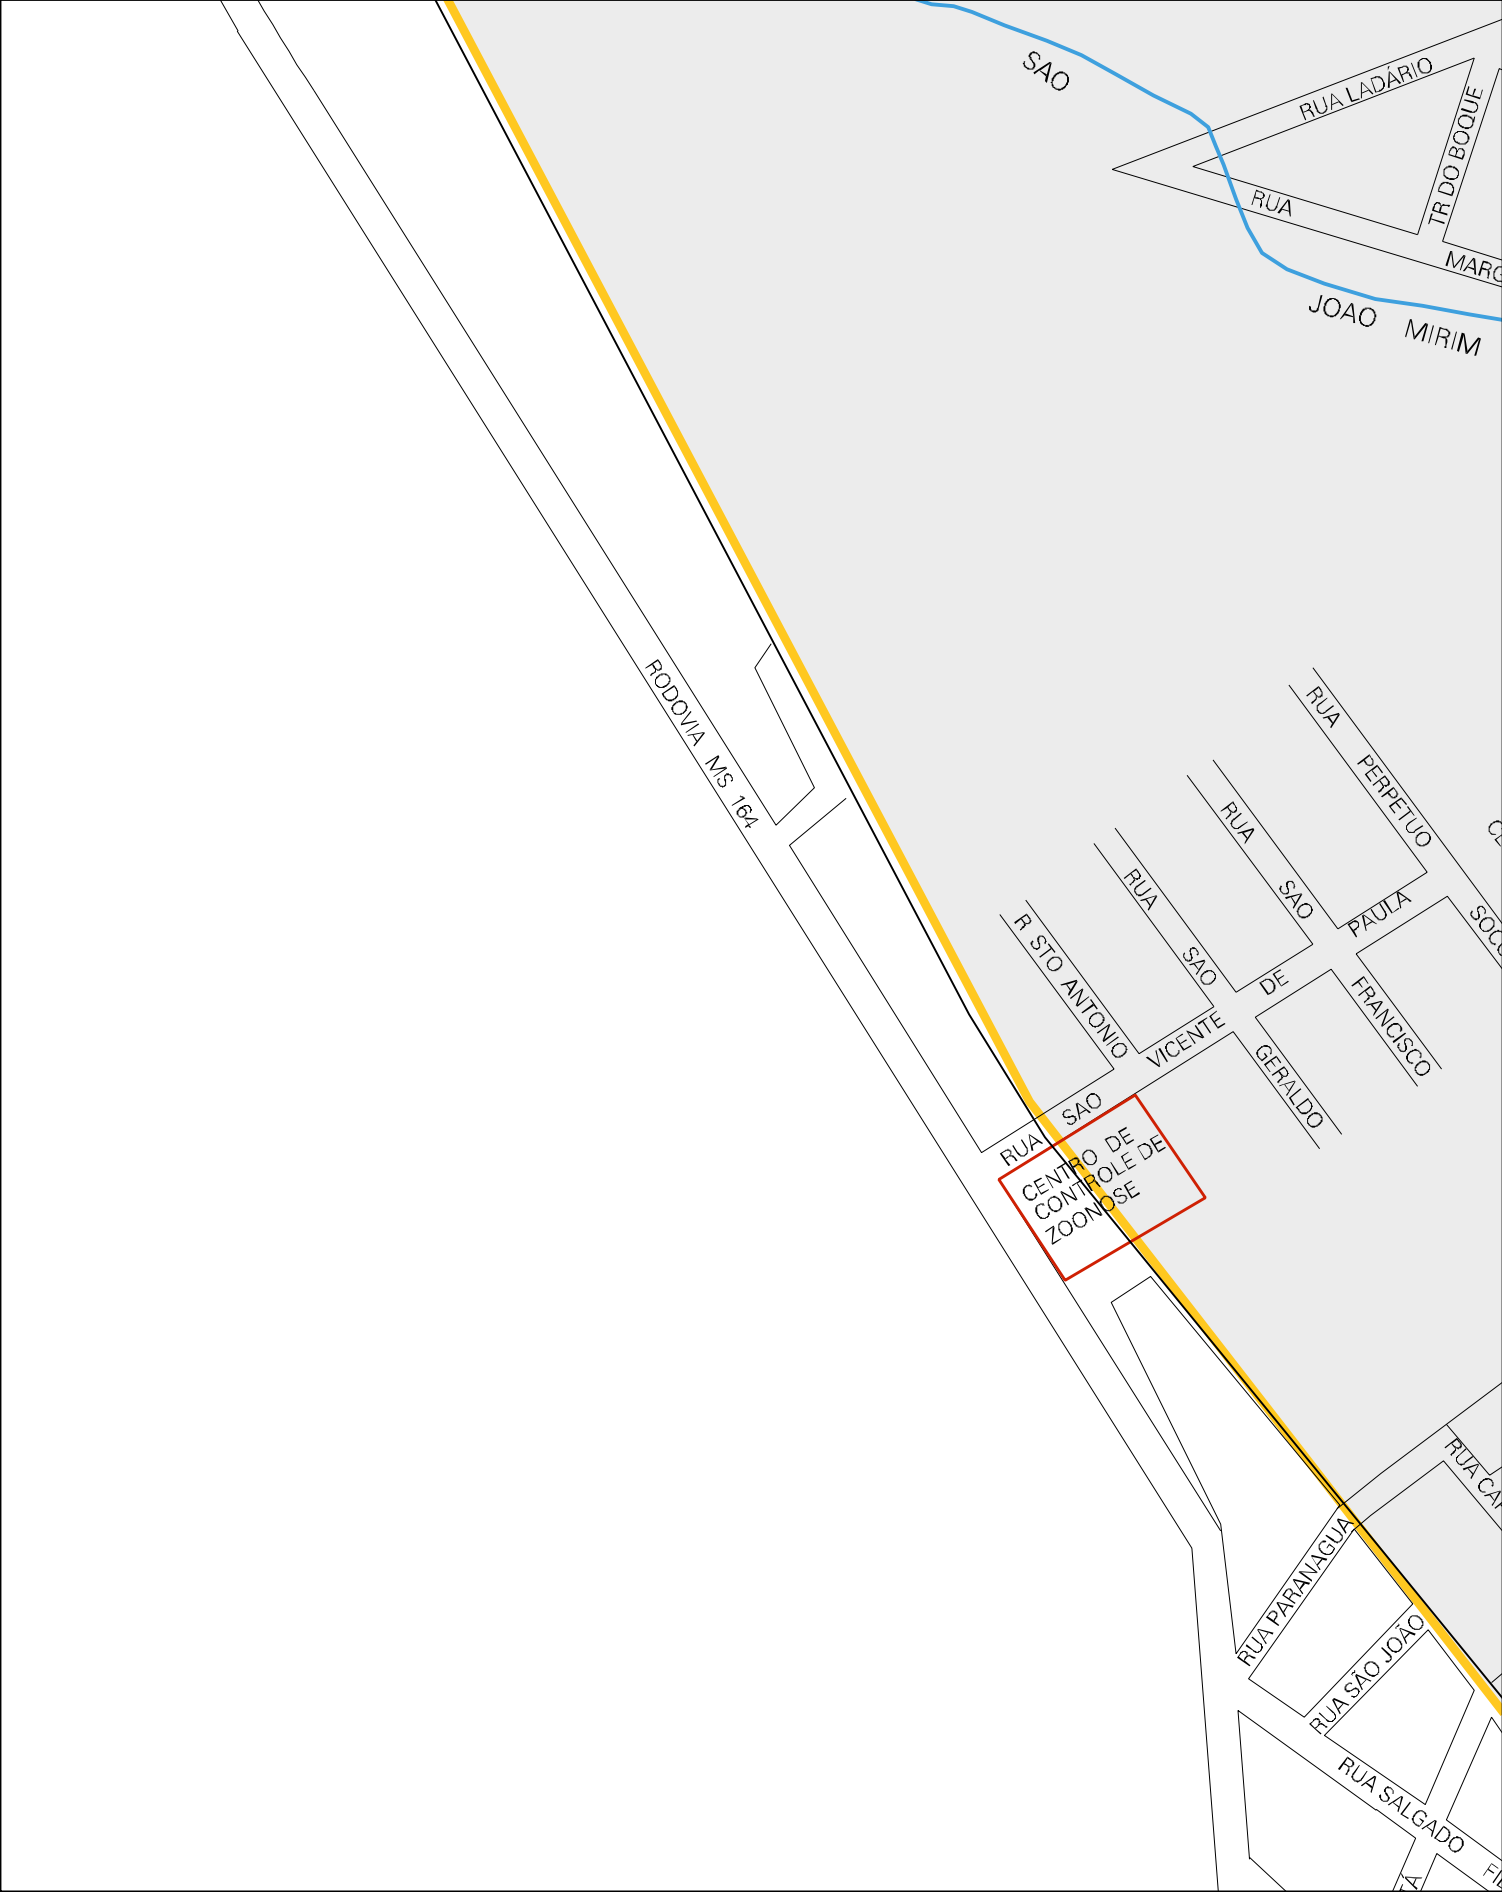 SAO
RUA LADÁRIO
TR DO BOQUE
RUA
MARG
JOAO MIRIM
RODOVIA MS 164
RUA PERPETUO
SOCO
RUA SAO
FRANCISCO
RUA SAO
GERALDO
R STO ANTONIO
RUA SAO VICENTE DE PAULA
CENTRO DE
CONTROLE DE
ZOONOSE
RUA CAR
RUA PARANAGUA
RUA SÃO JOÃO
RUA SALGADO